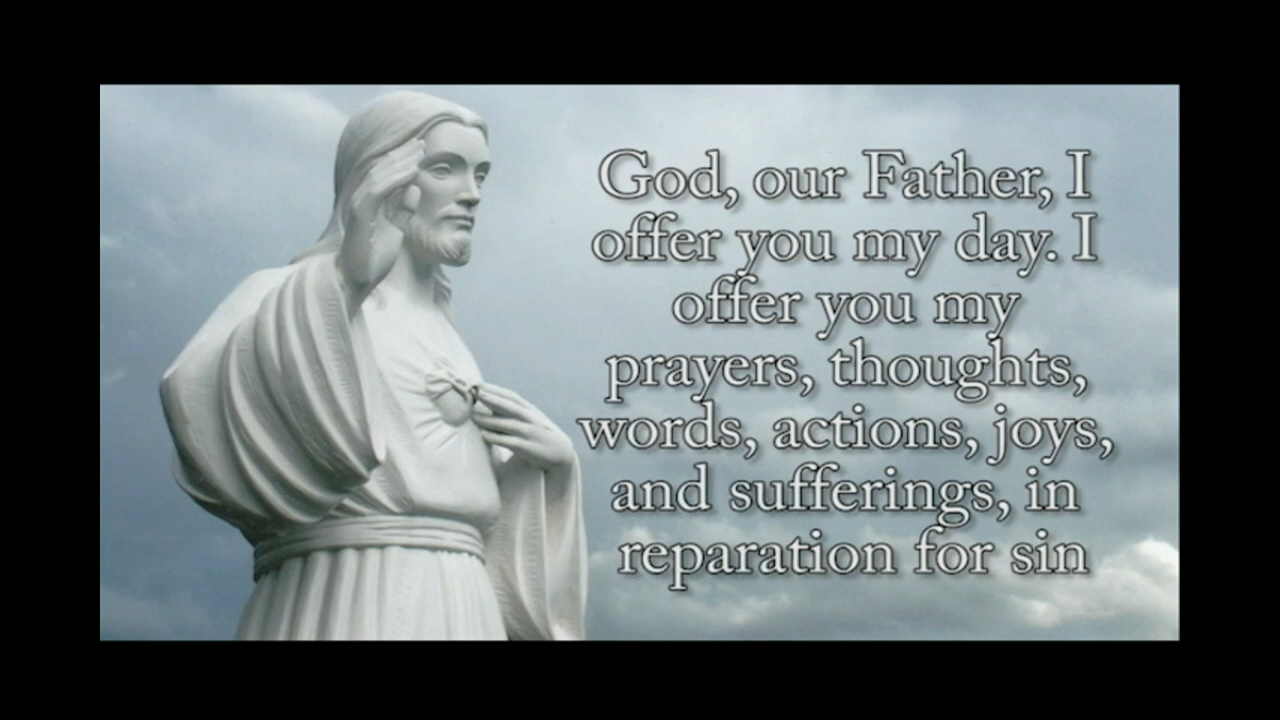 God, our Father, I
offer you my day. I
offer you my
prayers, thoughts,
words, actions, joys,
and sufferings, in
reparation for sin